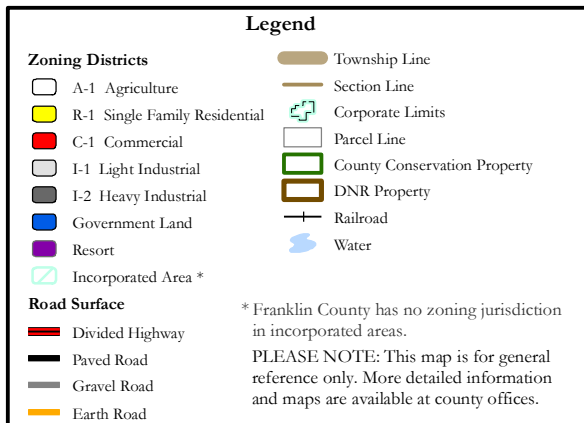 Legend
Zoning Districts
A-1 Agriculture
R-1 Single Family Residential
C-1 Commercial
I-1 Light Industrial
I-2 Heavy Industrial
Government Land
Resort
Incorporated Area *
Road Surface
Divided Highway
Paved Road
Gravel Road
Earth Road
Township Line
Section Line
Corporate Limits
Parcel Line
County Conservation Property
DNR Property
Railroad
Water
* Franklin County has no zoning jurisdiction
in incorporated areas.
PLEASE NOTE: This map is for general
reference only. More detailed information
and maps are available at county offices.